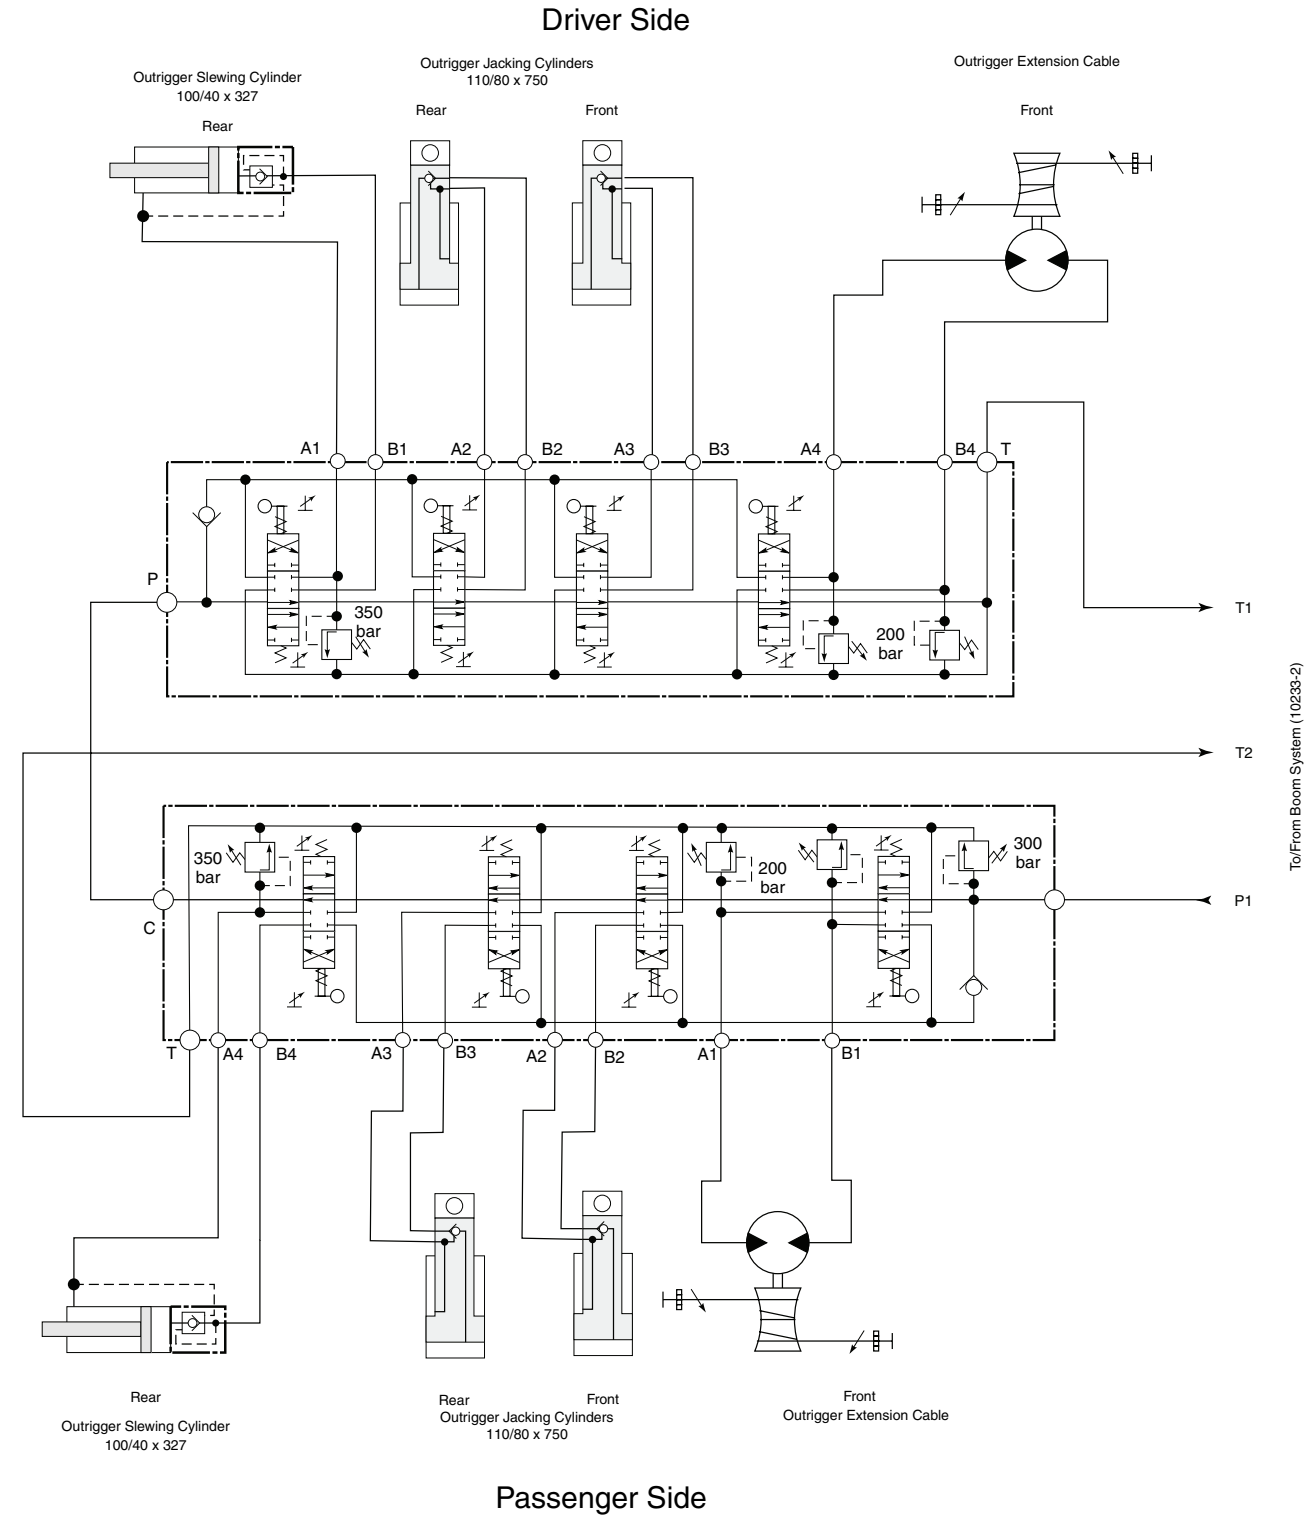 Driver Side
Outrigger Slewing Cylinder
100/40 x 327
Rear
Outrigger Jacking Cylinders
110/80 x 750
Rear
Front
Outrigger Extension Cable
Front
A1
B1
A2
B2
A3
B3
A4
B4
T
P
350
bar
200
bar
T1
T2
To/From Boom System (10233-2)
350
bar
200
bar
300
bar
C
P1
T
A4
B4
A3
B3
A2
B2
A1
B1
Rear
Outrigger Slewing Cylinder
100/40 x 327
Rear
Front
Outrigger Jacking Cylinders
110/80 x 750
Front
Outrigger Extension Cable
Passenger Side